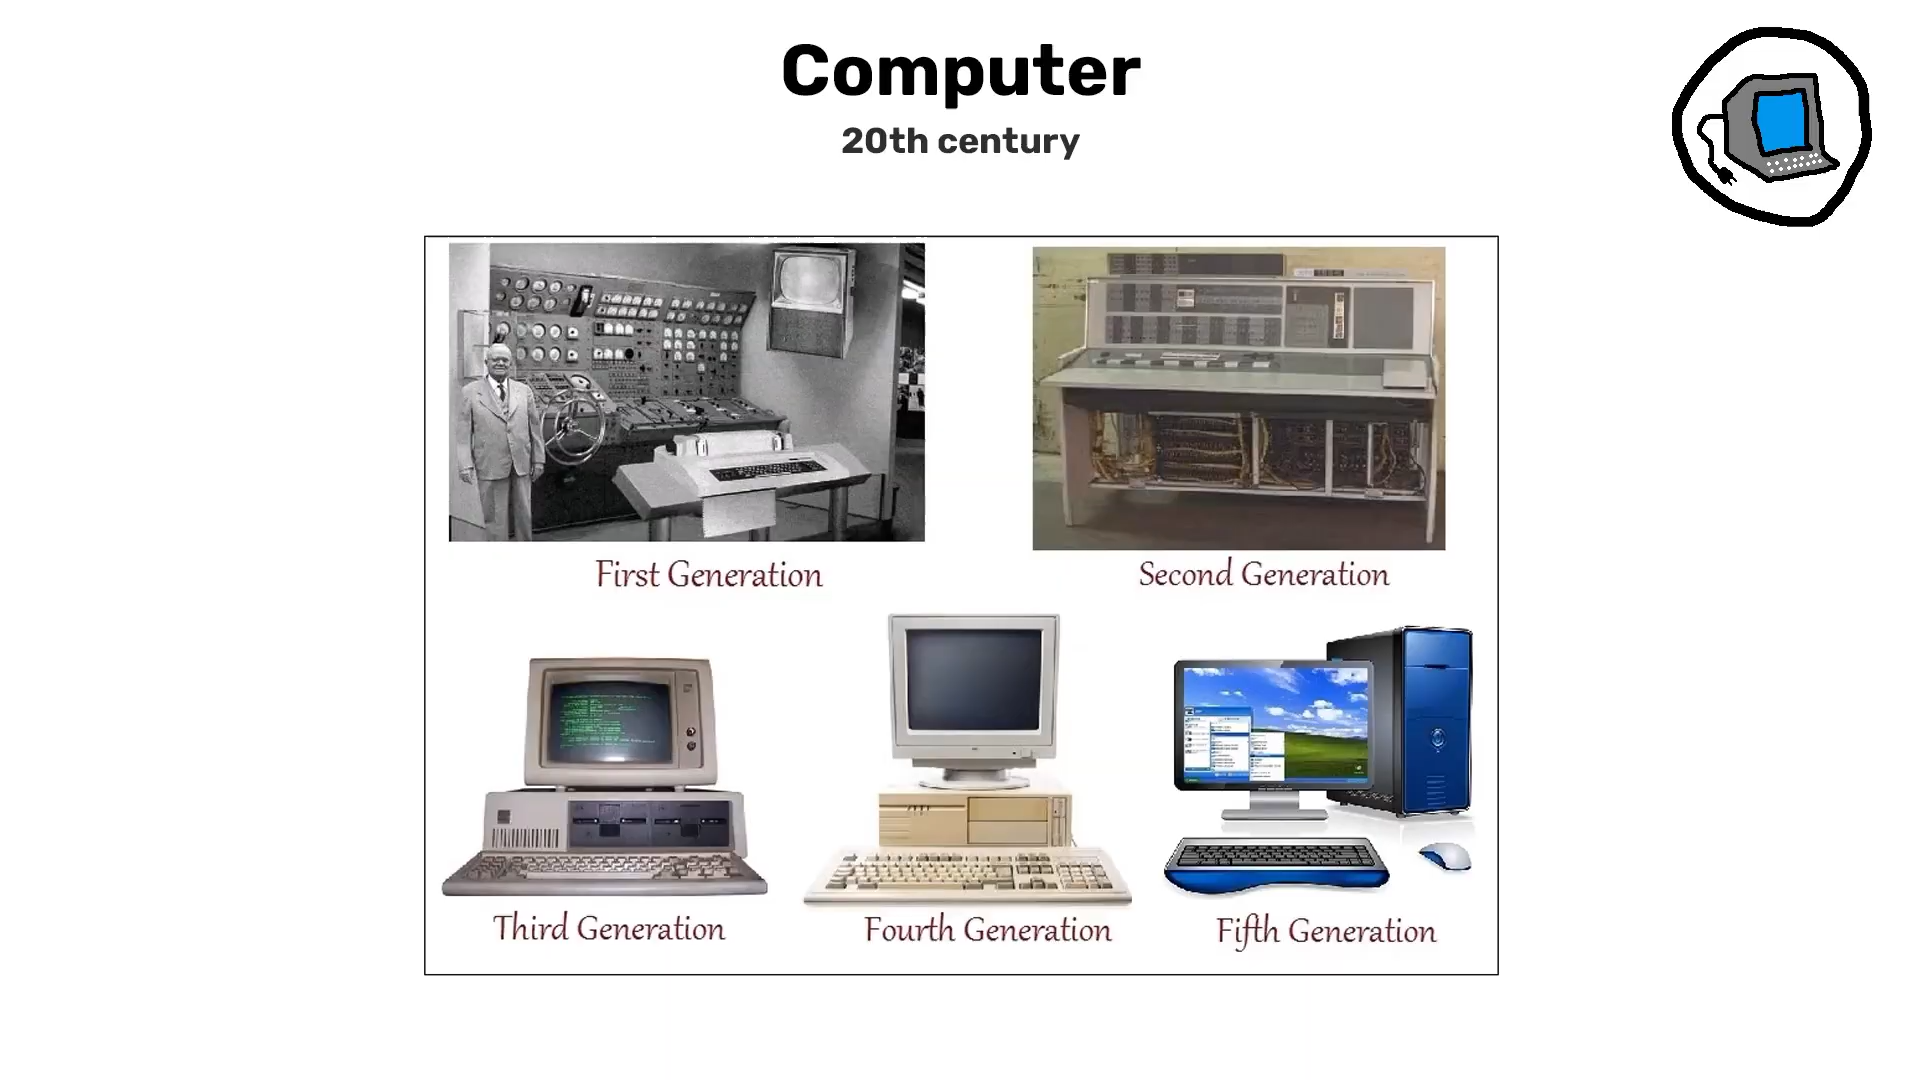 Computer
20th century
First Generation
Second Generation
Third Generation
Fourth Generation
Fifth Generation